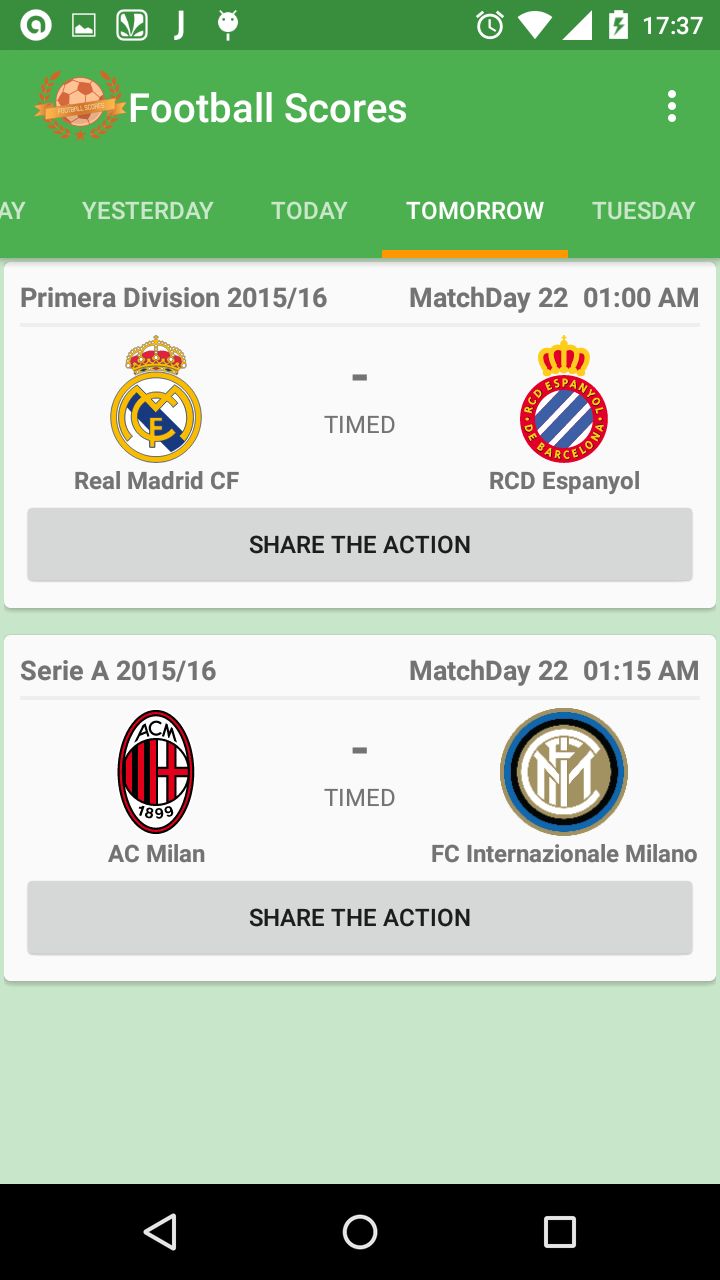 17:37
FOOTBALL SCORES
Football Scores
AY YESTERDAY TODAY TOMORROW TUESDAY
Primera Division 2015/16 MatchDay 22 01:00 AM
-
RCD ESPANYOL
DE BARCELONA
TIMED
Real Madrid CF RCD Espanyol
SHARE THE ACTION
Serie A 2015/16 MatchDay 22 01:15 AM
ACM
-
TIMED
1899
AC Milan FC Internazionale Milano
SHARE THE ACTION